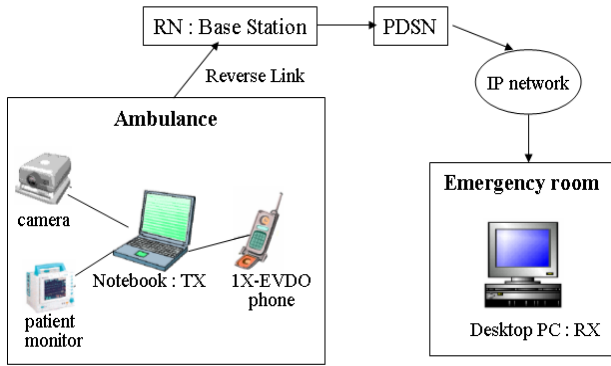 RN : Base Station
PDSN
Reverse Link
IP network
Ambulance
camera
Notebook : TX
1X-EVDO
phone
patient
monitor
Emergency room
Desktop PC : RX